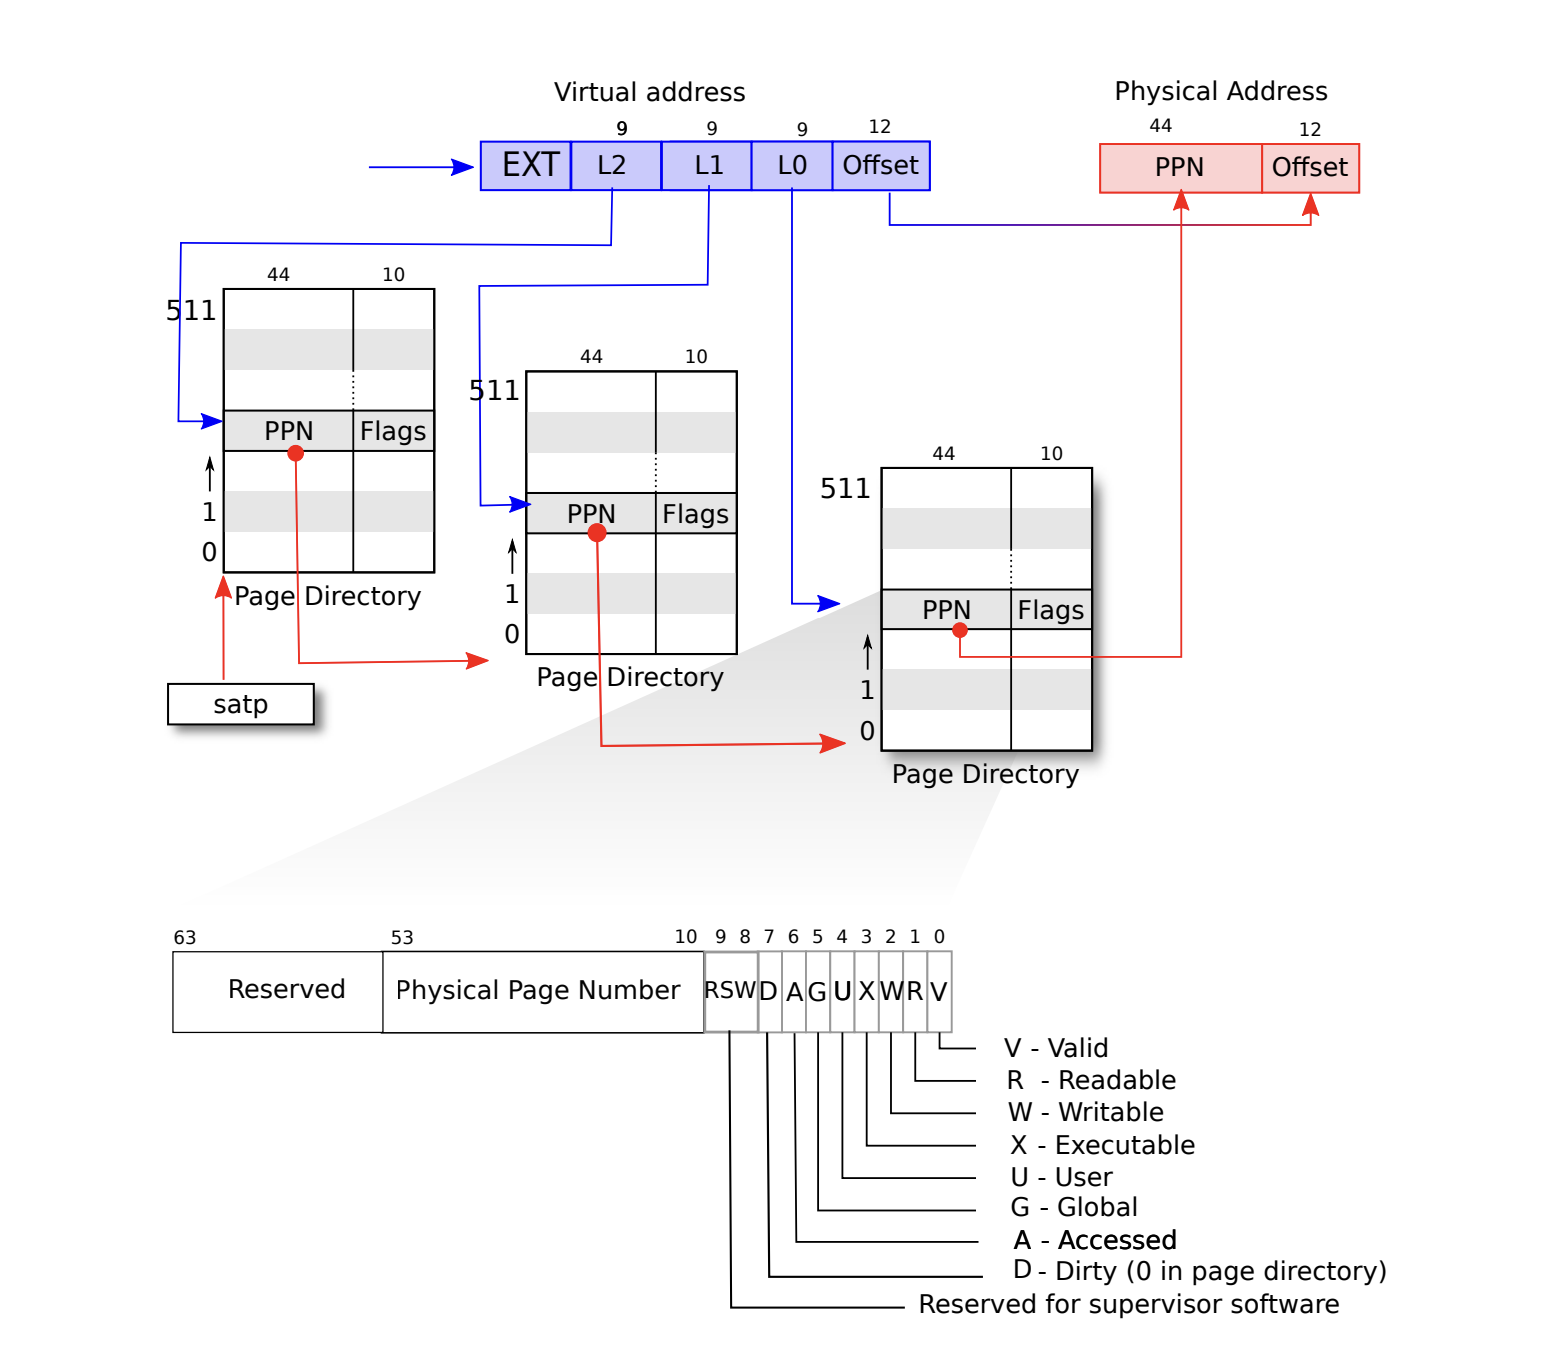 Virtual address
Physical Address
9 9 9 12
44 12
EXT L2 L1 L0 Offset
PPN Offset
44 10
511
PPN Flags
1
0
Page Directory
satp
44 10
511
PPN Flags
1
0
Page Directory
44 10
511
PPN Flags
1
0
Page Directory
63 53 10 9 8 7 6 5 4 3 2 1 0
Reserved Physical Page Number RSW D A G U X W R V
V - Valid
R - Readable
W - Writable
X - Executable
U - User
G - Global
A - Accessed
D - Dirty (0 in page directory)
Reserved for supervisor software